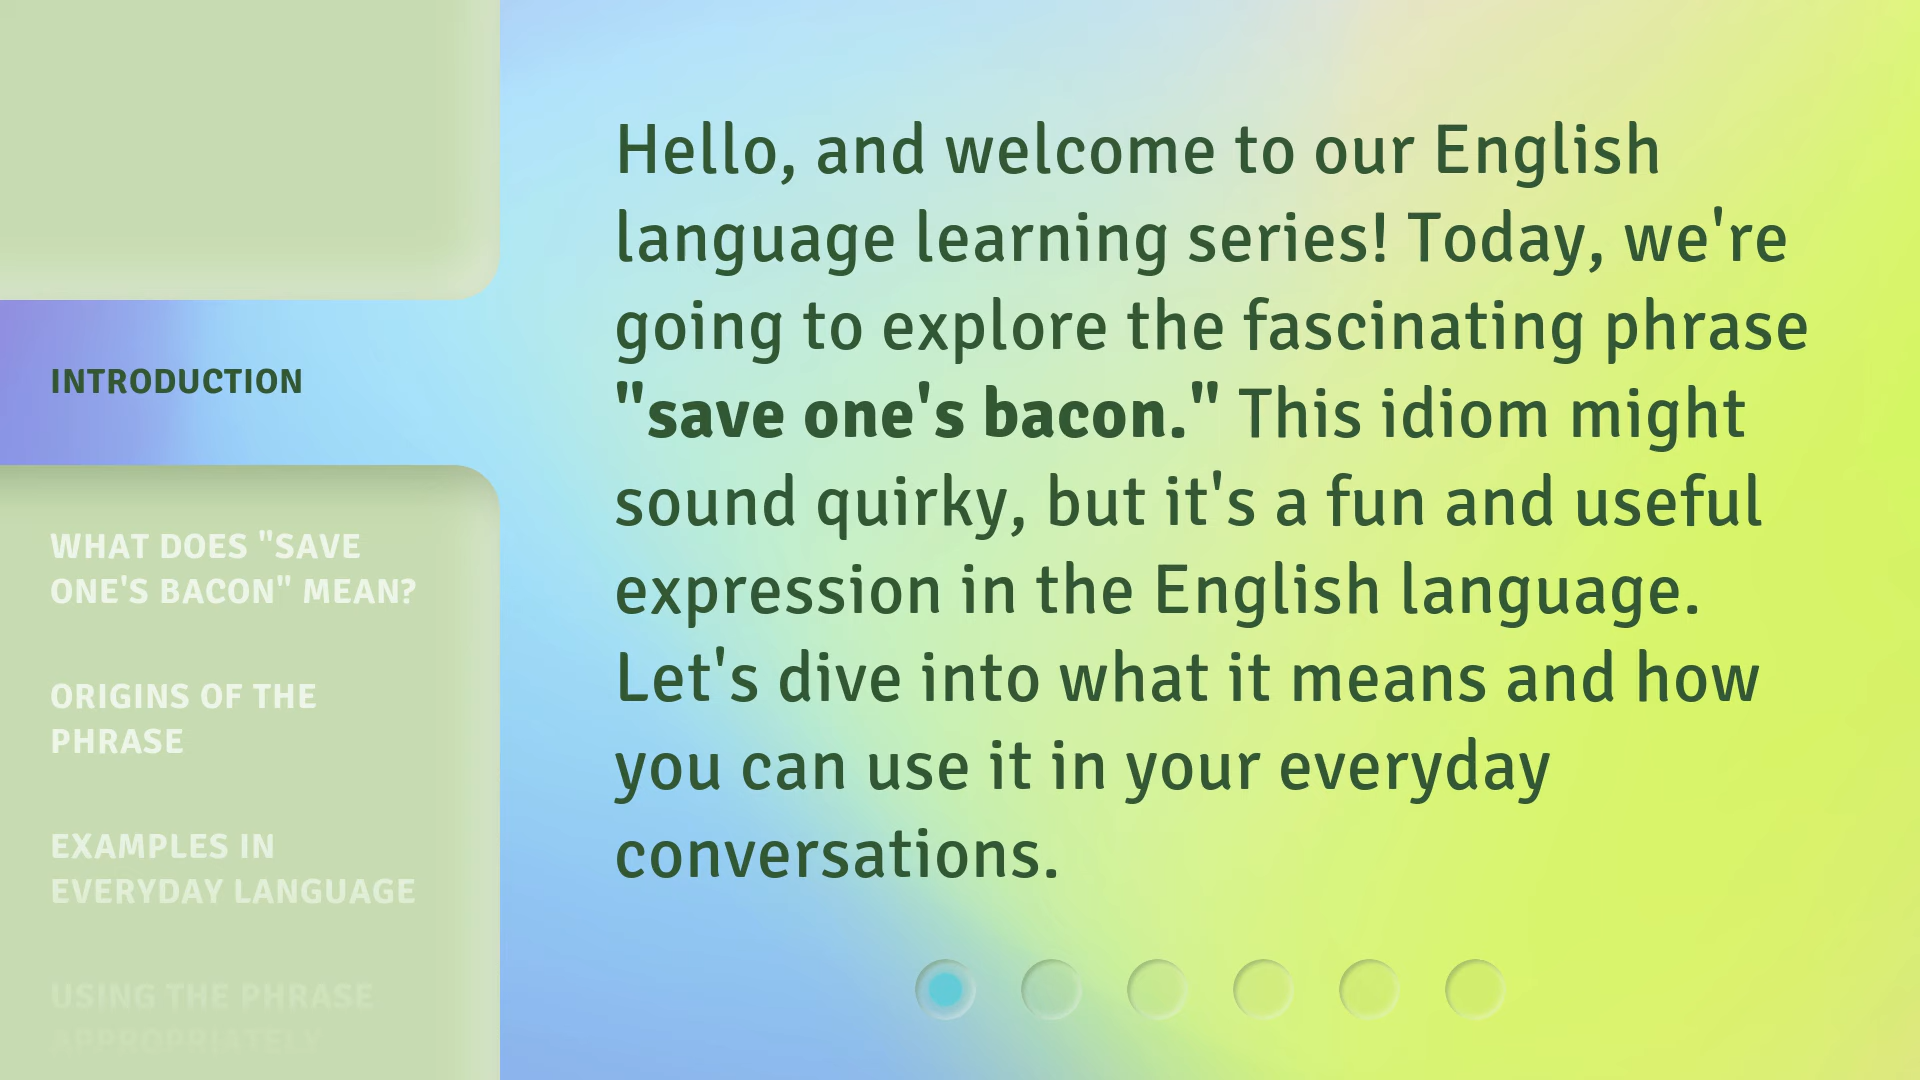 INTRODUCTION
WHAT DOES "SAVE
ONE'S BACON" MEAN?
ORIGINS OF THE
PHRASE
EXAMPLES IN
EVERYDAY LANGUAGE
USING THE PHRASE
APPROPRIATELY
Hello, and welcome to our English
language learning series! Today, we're
going to explore the fascinating phrase
"save one's bacon." This idiom might
sound quirky, but it's a fun and useful
expression in the English language.
Let's dive into what it means and how
you can use it in your everyday
conversations.